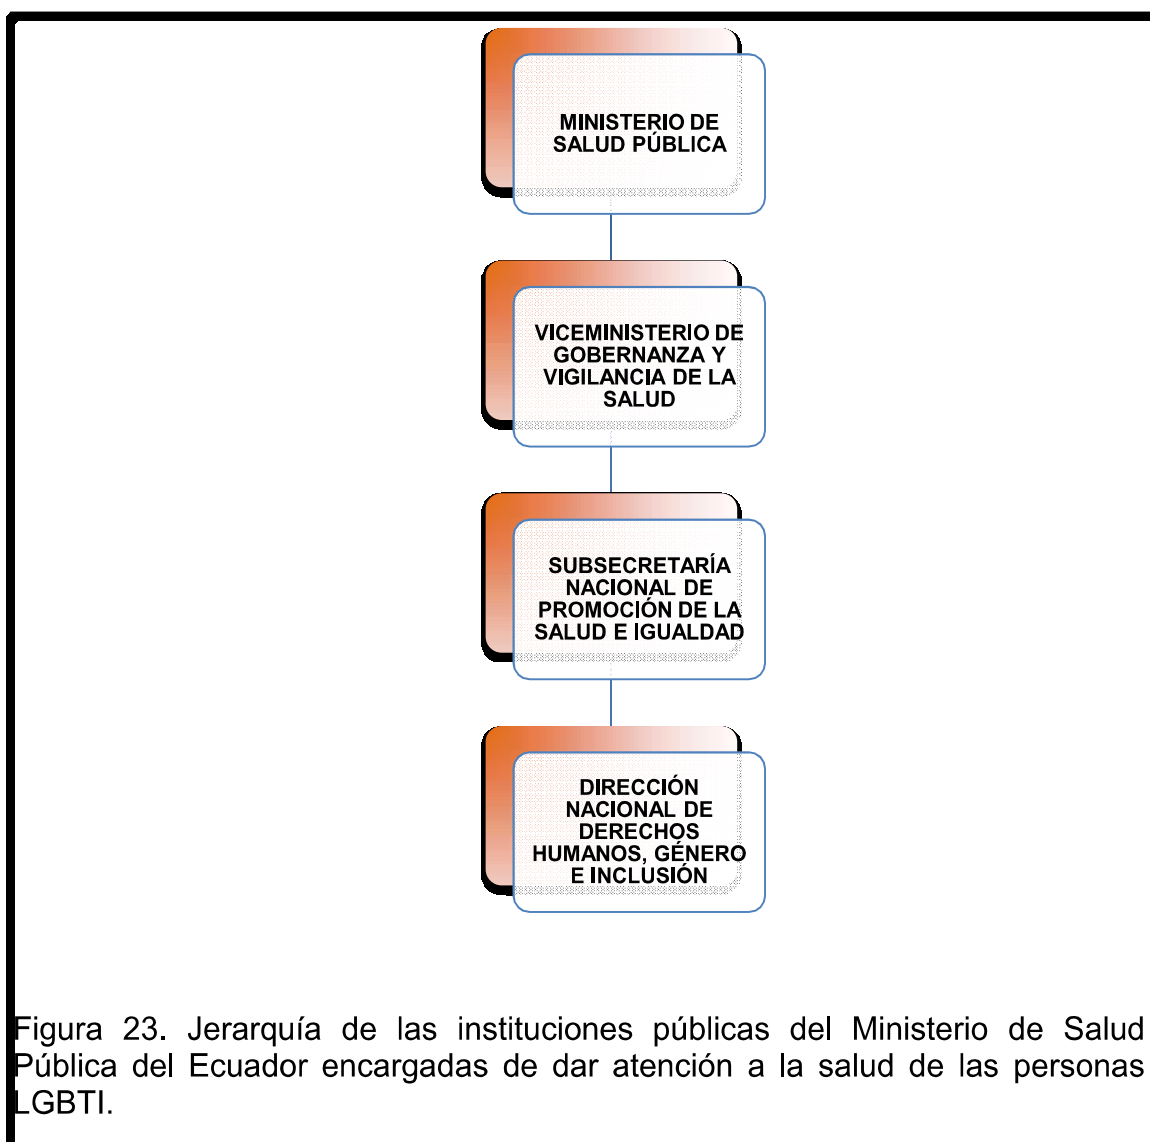 MINISTERIO DE
SALUD PÚBLICA
VICEMINISTERIO DE
GOBERNANZA Y
VIGILANCIA DE LA
SALUD
SUBSECRETARÍA
NACIONAL DE
PROMOCIÓN DE LA
SALUD E IGUALDAD
DIRECCIÓN
NACIONAL DE
DERECHOS
HUMANOS, GÉNERO
E INCLUSIÓN
Figura 23. Jerarquía de las instituciones públicas del Ministerio de Salud
Pública del Ecuador encargadas de dar atención a la salud de las personas
LGBTI.